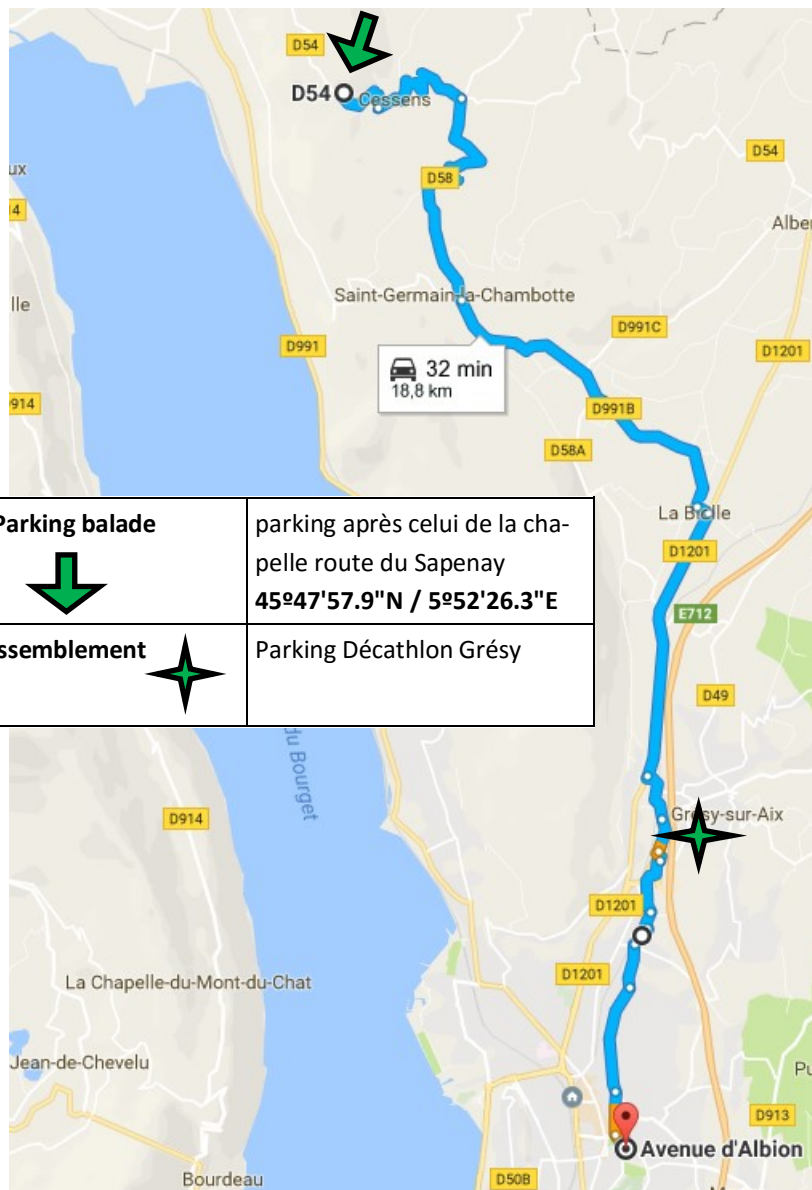 D54
D54
Cessens
D54
ux
14
D58
Alber
Saint-Germain-la-Chambotte
lle
D991C
D991
D1201
32 min
18,8 km
914
D991B
D58A
Parking balade
parking après celui de la cha-
pelle route du Sapenay
45º47'57.9"N / 5º52'26.3"E
La Biolle
D1201
E712
ssemblement
Parking Décathlon Grésy
D49
du Bourget
D914
Grésy-sur-Aix
D1201
D1201
La Chapelle-du-Mont-du-Chat
Jean-de-Chevelu
Pu
D913
Avenue d'Albion
Bourdeau
D50B